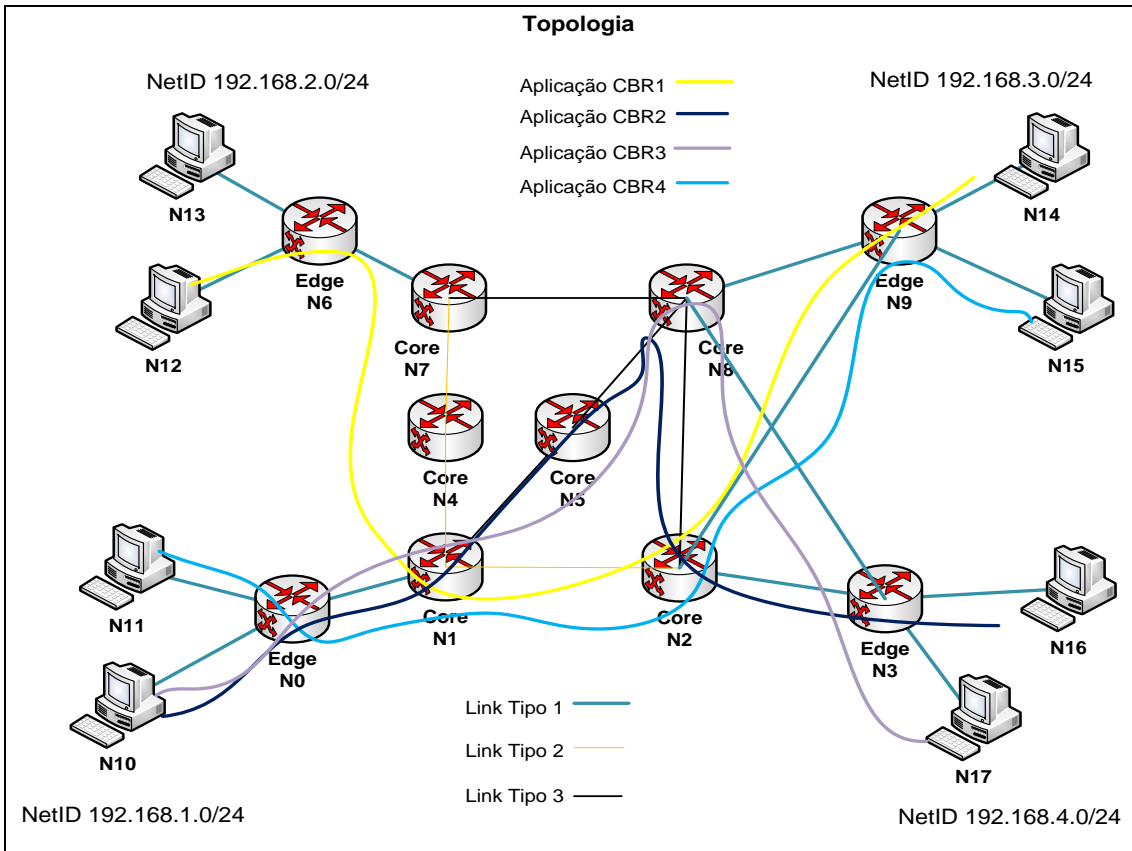 Topologia
NetID 192.168.2.0/24
NetID 192.168.3.0/24
Aplicação CBR1
Aplicação CBR2
Aplicação CBR3
Aplicação CBR4
N13
N14
Edge
N6
Edge
N9
N12
N15
Core
N7
Core
N8
Core
N4
Core
N5
N11
Core
N1
Core
N2
Edge
N0
Edge
N3
N16
N10
N17
Link Tipo 1
Link Tipo 2
Link Tipo 3
NetID 192.168.1.0/24
NetID 192.168.4.0/24